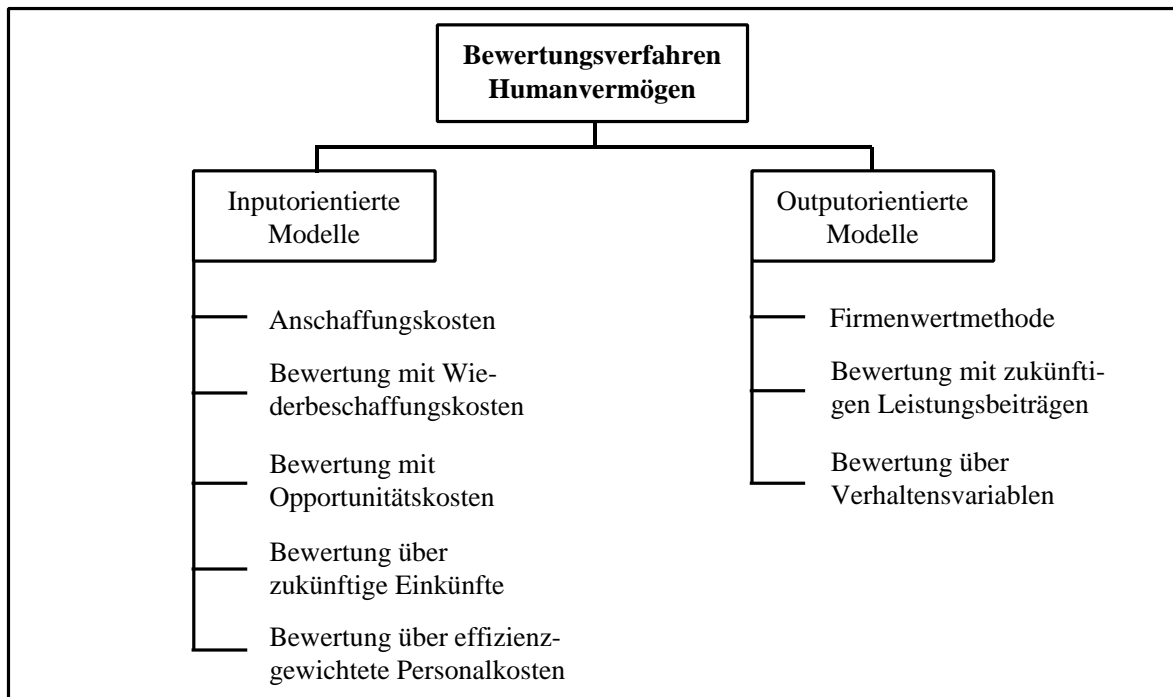 Bewertungsverfahren
Humanvermögen
Inputorientierte
Modelle
Anschaffungskosten
Bewertung mit Wie-
derbeschaffungskosten
Bewertung mit
Opportunitätskosten
Bewertung über
zukünftige Einkünfte
Bewertung über effizienz-
gewichtete Personalkosten
Outputorientierte
Modelle
Firmenwertmethode
Bewertung mit zukünfti-
gen Leistungsbeiträgen
Bewertung über
Verhaltensvariablen